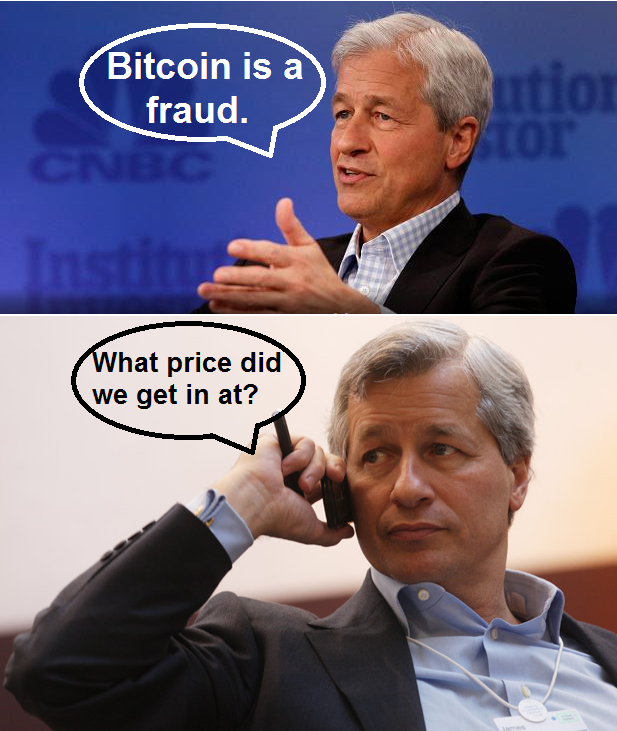 Bitcoin is a
fraud.
CNBC
What price did
we get in at?